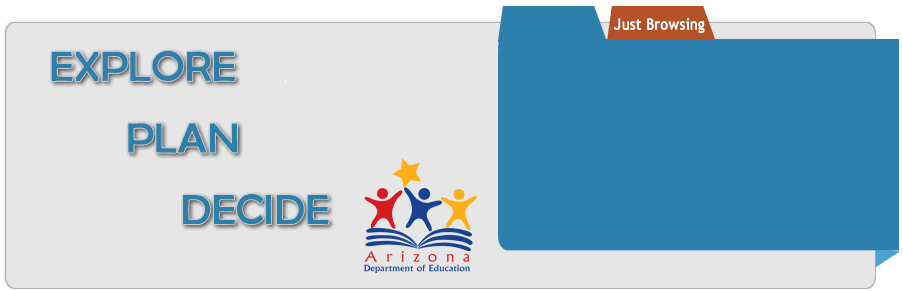 EXPLORE
PLAN
DECIDE
Arizona
Department of Education
Just Browsing